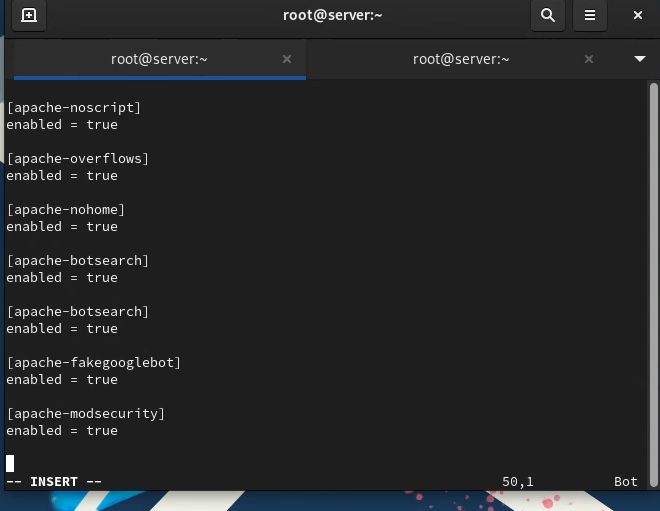 root@server:~
root@server:~ root@server:~
[apache-noscript]
enabled = true
[apache-overflows]
enabled = true
[apache-nohome]
enabled = true
[apache-botsearch]
enabled = true
[apache-botsearch]
enabled = true
[apache-fakegooglebot]
enabled = true
[apache-modsecurity]
enabled = true
-- INSERT -- 50,1 Bot